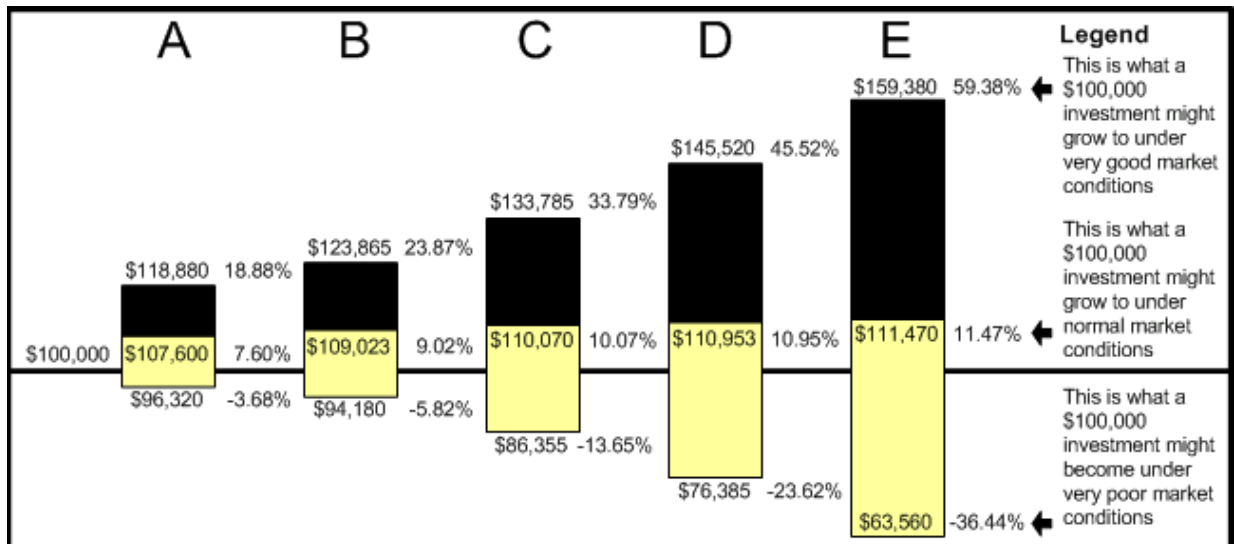 A B C D E
Legend
This is what a
$100,000
investment might
grow to under
very good market
conditions
$159,380 59.38%
$145,520 45.52%
$133,785 33.79%
$123,865 23.87%
$118,880 18.88%
This is what a
$100,000
investment might
grow to under
normal market
conditions
$100,000 $107,600 7.60% $109,023 9.02% $110,070 10.07% $110,953 10.95% $111,470 11.47%
$96,320 -3.68% $94,180 -5.82%
$86,355 -13.65%
$76,385 -23.62%
$63,560 -36.44%
This is what a
$100,000
investment might
become under
very poor market
conditions